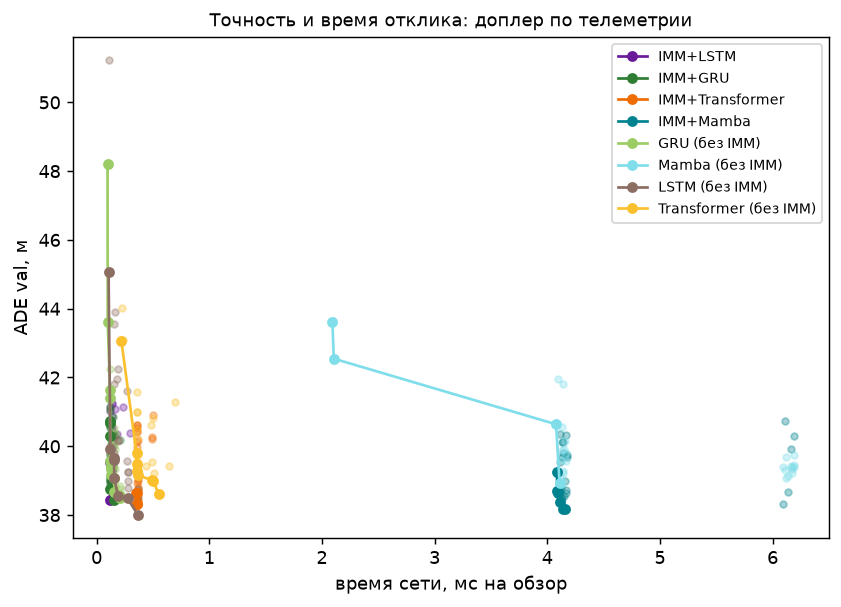 Точность и время отклика: доплер по телеметрии
ADE val, м
50
48
46
44
42
40
38
IMM+LSTM
IMM+GRU
IMM+Transformer
IMM+Mamba
GRU (без IMM)
Mamba (без IMM)
LSTM (без IMM)
Transformer (без IMM)
0 1 2 3 4 5 6
время сети, мс на обзор